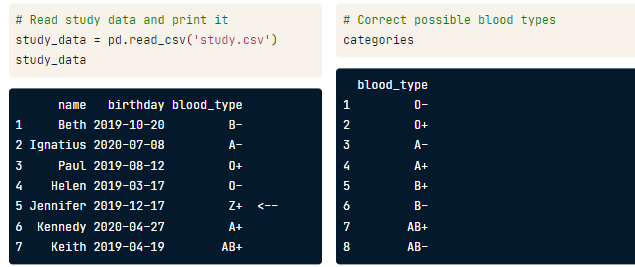 # Read study data and print it
study_data = pd.read_csv('study.csv')
study_data
name birthday blood_type
1 Beth 2019-10-20 B-
2 Ignatius 2020-07-08 A-
3 Paul 2019-08-12 O+
4 Helen 2019-03-17 O-
5 Jennifer 2019-12-17 Z+ <--
6 Kennedy 2020-04-27 A+
7 Keith 2019-04-19 AB+
# Correct possible blood types
categories
blood_type
1 O-
2 O+
3 A-
4 A+
5 B+
6 B-
7 AB+
8 AB-